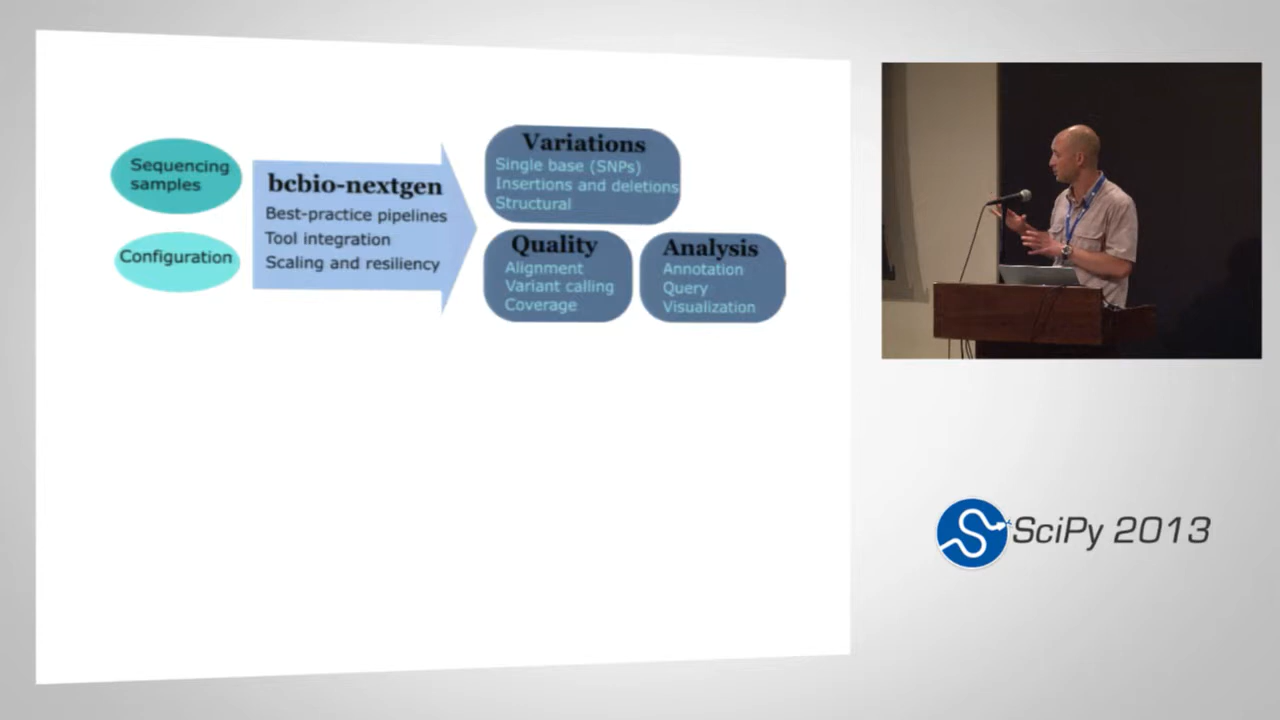 Sequencing
samples
Configuration
bcbio-nextgen
Best-practice pipelines
Tool integration
Scaling and resiliency
Variations
Single base (SNPs)
Insertions and deletions
Structural
Quality
Alignment
Variant calling
Coverage
Analysis
Annotation
Query
Visualization
SciPy 2013